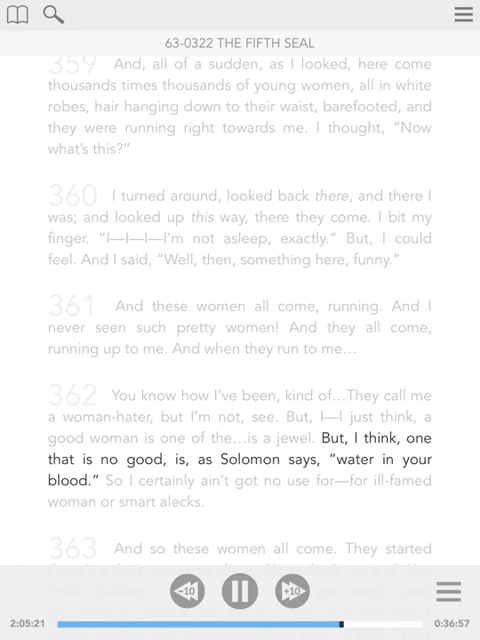 63-0322 THE FIFTH SEAL
359 And, all of a sudden, as I looked, here come
thousands times thousands of young women, all in white
robes, hair hanging down to their waist, barefooted, and
they were running right towards me. I thought, “Now
what’s this?”
360 I turned around, looked back there, and there I
was; and looked up this way, there they come. I bit my
finger. “I—I—I—I’m not asleep, exactly.” But, I could
feel. And I said, “Well, then, something here, funny.”
361 And these women all come, running. And I
never seen such pretty women! And they all come,
running up to me. And when they run to me…
362 You know how I’ve been, kind of…They call me
a woman-hater, but I’m not, see. But, I—I just think, a
good woman is one of the…is a jewel. But, I think, one
that is no good, is, as Solomon says, “water in your
blood.” So I certainly ain’t got no use for—for ill-famed
woman or smart alecks.
363 And so these women all come. They started
-10 +10
2:05:21 0:36:57